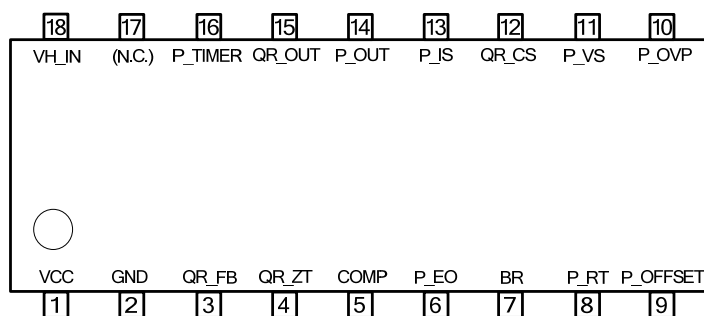 18 17 16 15 14 13 12 11 10
VH_IN (N.C.) P_TIMER QR_OUT P_OUT P_IS QR_CS P_VS P_OVP
VCC GND QR_FB QR_ZT COMP P_EO BR P_RT P_OFFSET
1 2 3 4 5 6 7 8 9